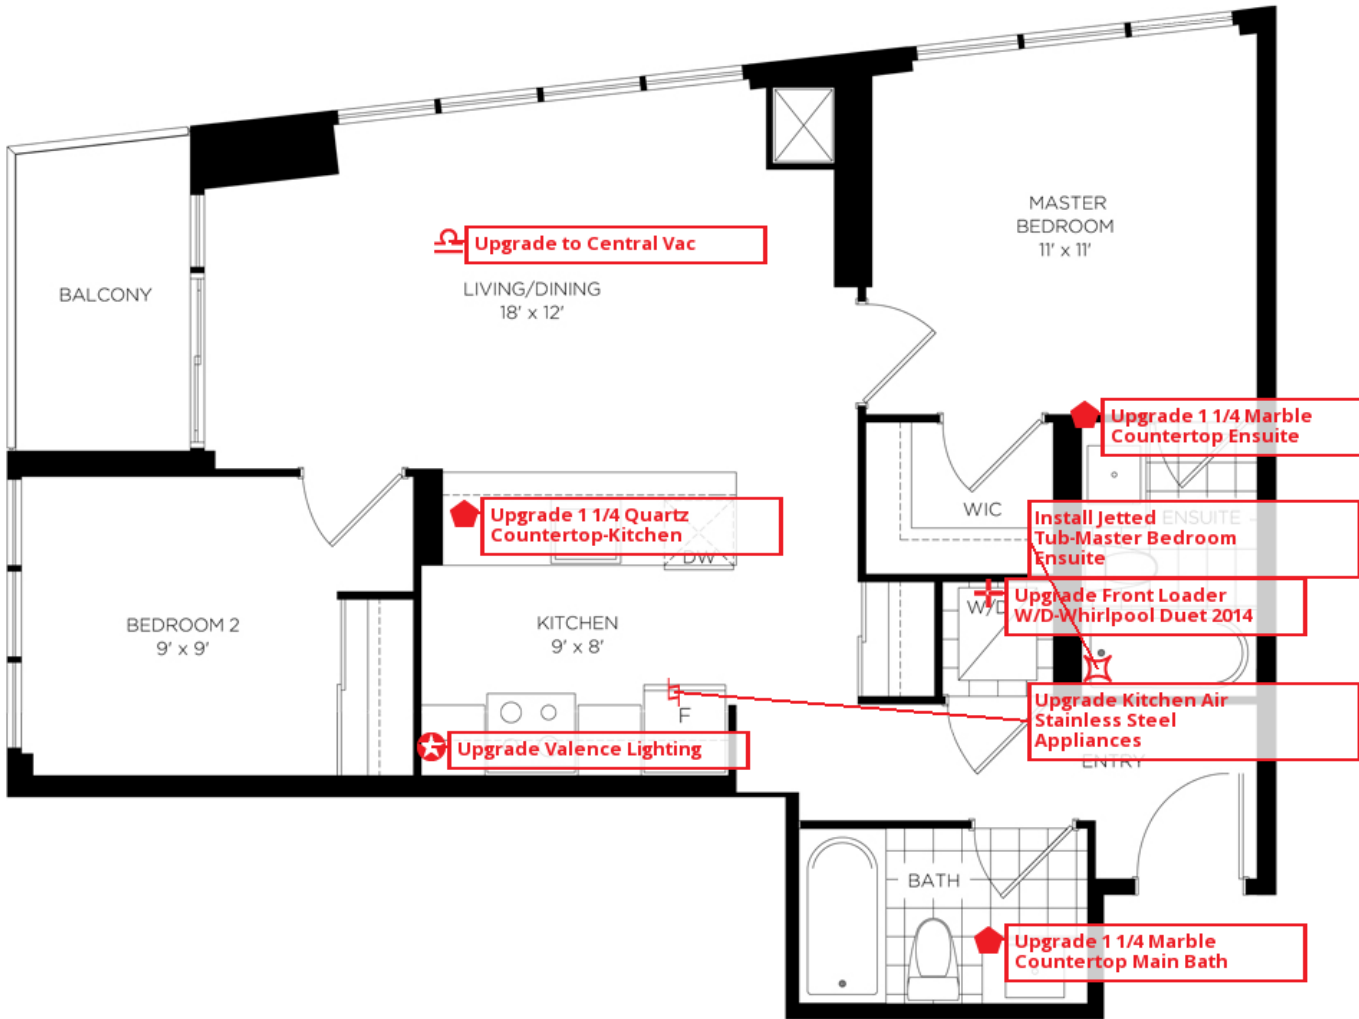 MASTER
BEDROOM
11' x 11'
Upgrade to Central Vac
BALCONY
LIVING/DINING
18' x 12'
Upgrade 1 1/4 Marble
Countertop Ensuite
WIC
ENSUITE
Upgrade 1 1/4 Quartz
Countertop-Kitchen
DW
Install Jetted
Tub-Master Bedroom
Ensuite
W/D
Upgrade Front Loader
W/D-Whirlpool Duet 2014
BEDROOM 2
9' x 9'
KITCHEN
9' x 8'
F
Upgrade Kitchen Air
Stainless Steel
Appliances
Upgrade Valence Lighting
ENTRY
BATH
Upgrade 1 1/4 Marble
Countertop Main Bath